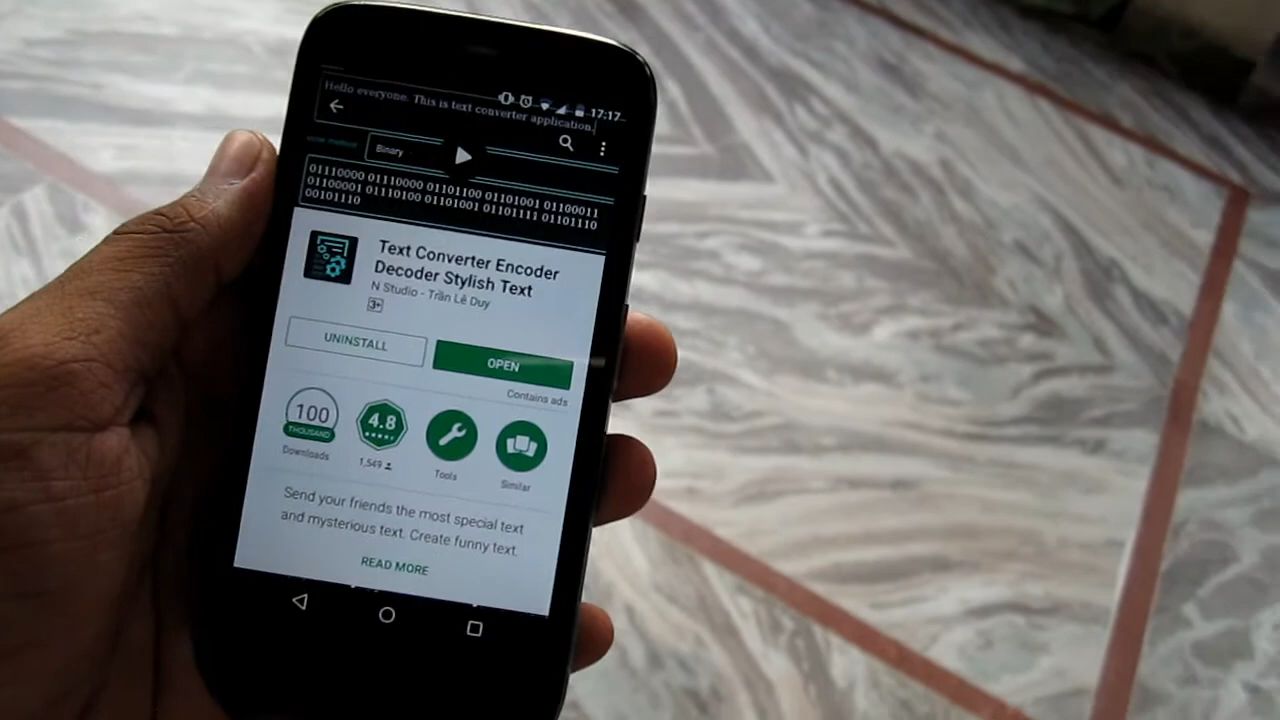 Hello everyone. This is text converter application.
17:17
Binary
01110000 01110000 01101100 01101001 01100011
01100001 01110100 01101001 01101111 01101110
00101110
Text Converter Encoder
Decoder Stylish Text
N Studio - Trần Lê Duy
3+
UNINSTALL
OPEN
Contains ads
100
THOUSAND
Downloads
4.8
1,549
Tools
Similar
Send your friends the most special text
and mysterious text. Create funny text.
READ MORE